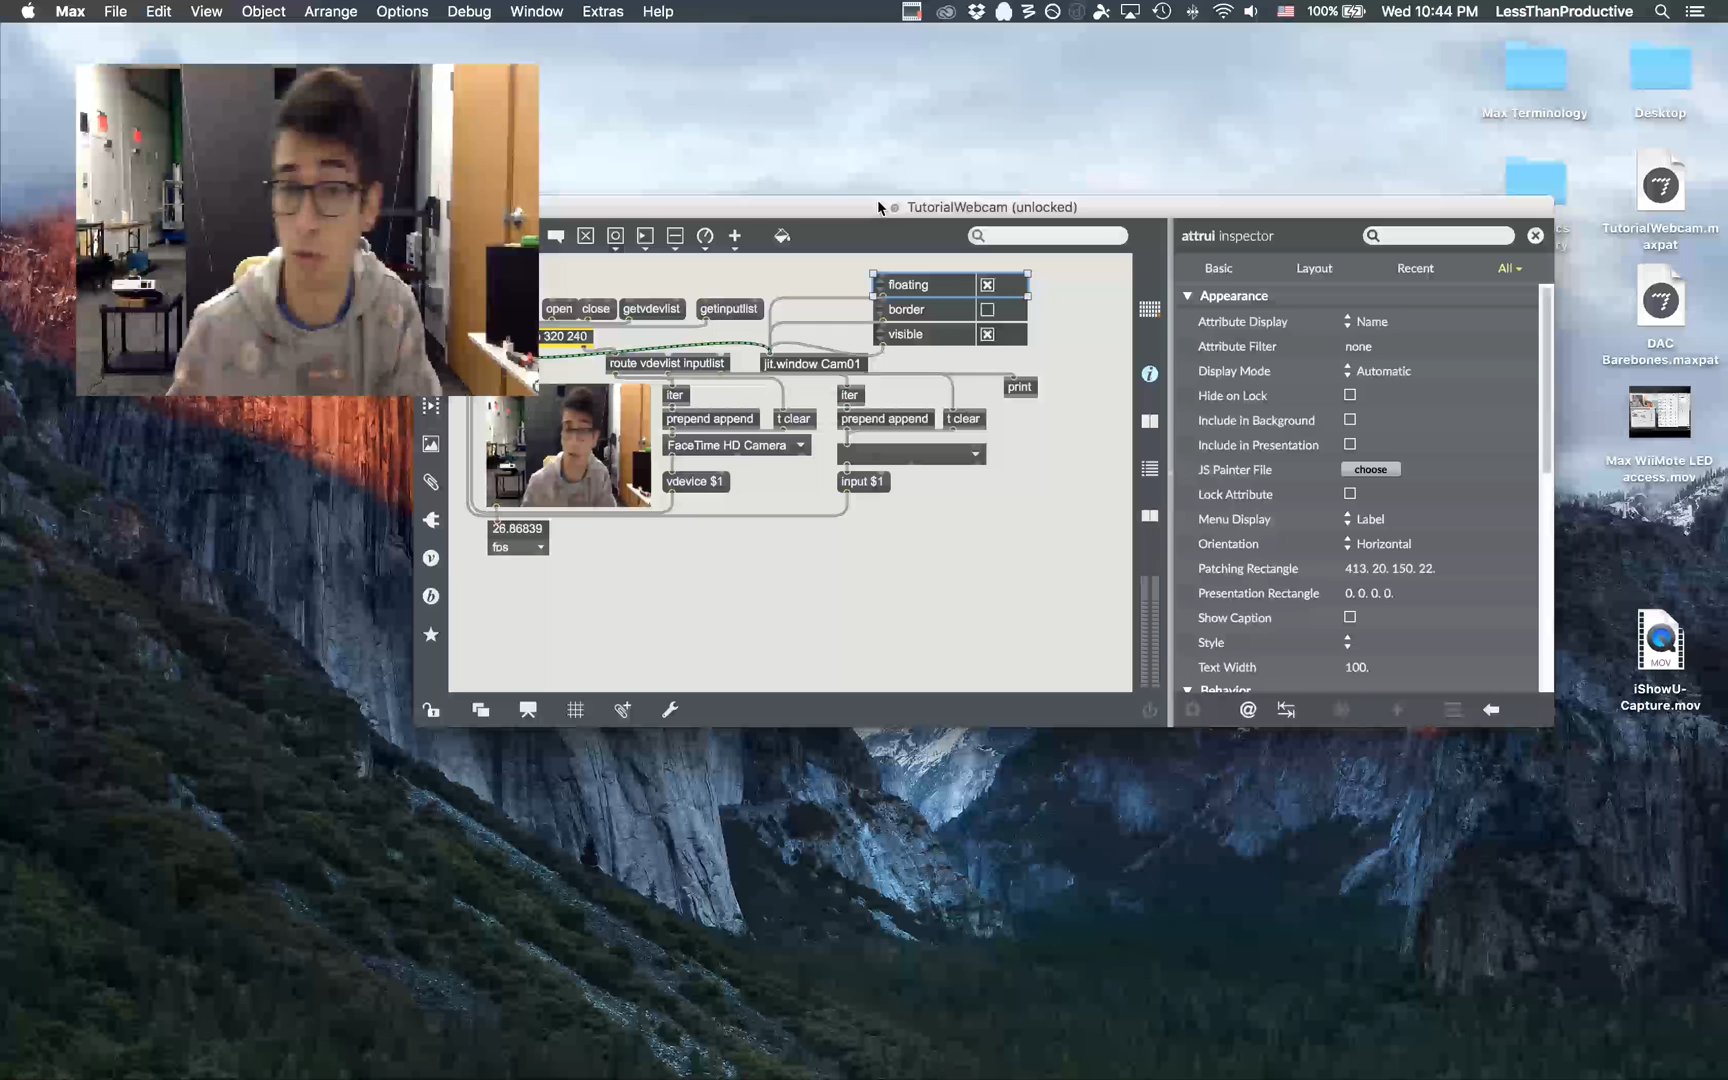 Max File Edit View Object Arrange Options Debug Window Extras Help
100% Wed 10:44 PM LessThanProductive
Max Terminology
Desktop
TutorialWebcam.m
axpat
DAC
Barebones.maxpat
Max WiiMote LED
access.mov
MOV
iShowU-
Capture.mov
TutorialWebcam (unlocked)
open close getvdevlist getinputlist
320 240
route vdevlist inputlist
jit.window Cam01
floating
border
visible
print
iter
prepend append
t clear
FaceTime HD Camera
vdevice $1
iter
prepend append
t clear
input $1
26.86839
fps
attrui inspector
Basic Layout Recent All
Appearance
Attribute Display Name
Attribute Filter none
Display Mode Automatic
Hide on Lock
Include in Background
Include in Presentation
JS Painter File choose
Lock Attribute
Menu Display Label
Orientation Horizontal
Patching Rectangle 413. 20. 150. 22.
Presentation Rectangle 0. 0. 0. 0.
Show Caption
Style
Text Width 100.
Behavior